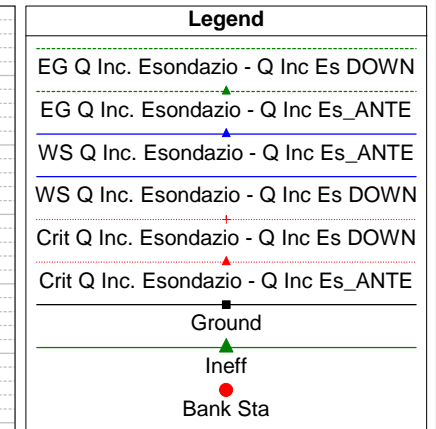 Legend
EG Q Inc. Esondazio - Q Inc Es DOWN
EG Q Inc. Esondazio - Q Inc Es_ANTE
WS Q Inc. Esondazio - Q Inc Es_ANTE
WS Q Inc. Esondazio - Q Inc Es DOWN
Crit Q Inc. Esondazio - Q Inc Es DOWN
Crit Q Inc. Esondazio - Q Inc Es_ANTE
Ground
Ineff
Bank Sta